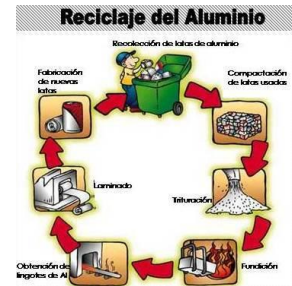 Reciclaje del Aluminio
Recolección de latas de aluminio
Fabricación
de nuevas
latas
Compactación
de latas usadas
Laminado
Trituración
Obtención de
lingotes de Al
Fundición